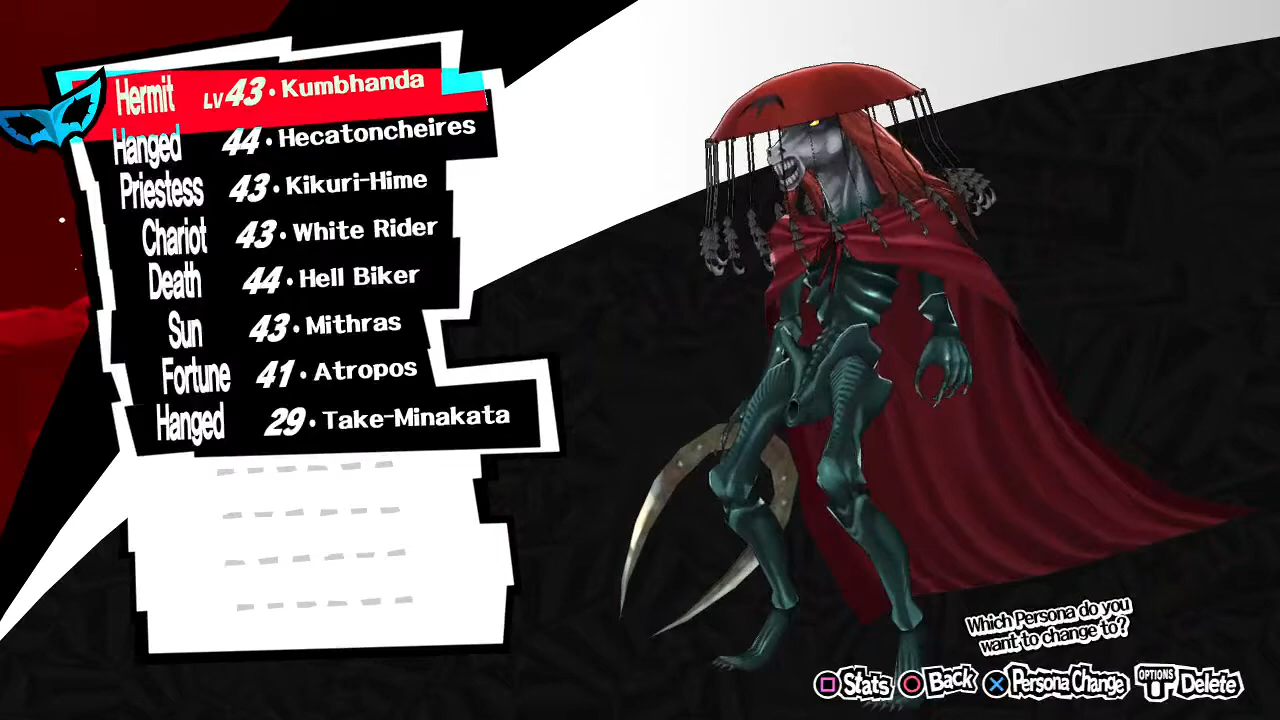 Hermit LV 43 · Kumbhanda
Hanged 44 · Hecatoncheires
Priestess 43 · Kikuri-Hime
Chariot 43 · White Rider
Death 44 · Hell Biker
Sun 43 · Mithras
Fortune 41 · Atropos
Hanged 29 · Take-Minakata
Which Persona do you
want to change to?
Stats Back Persona Change OPTIONS Delete